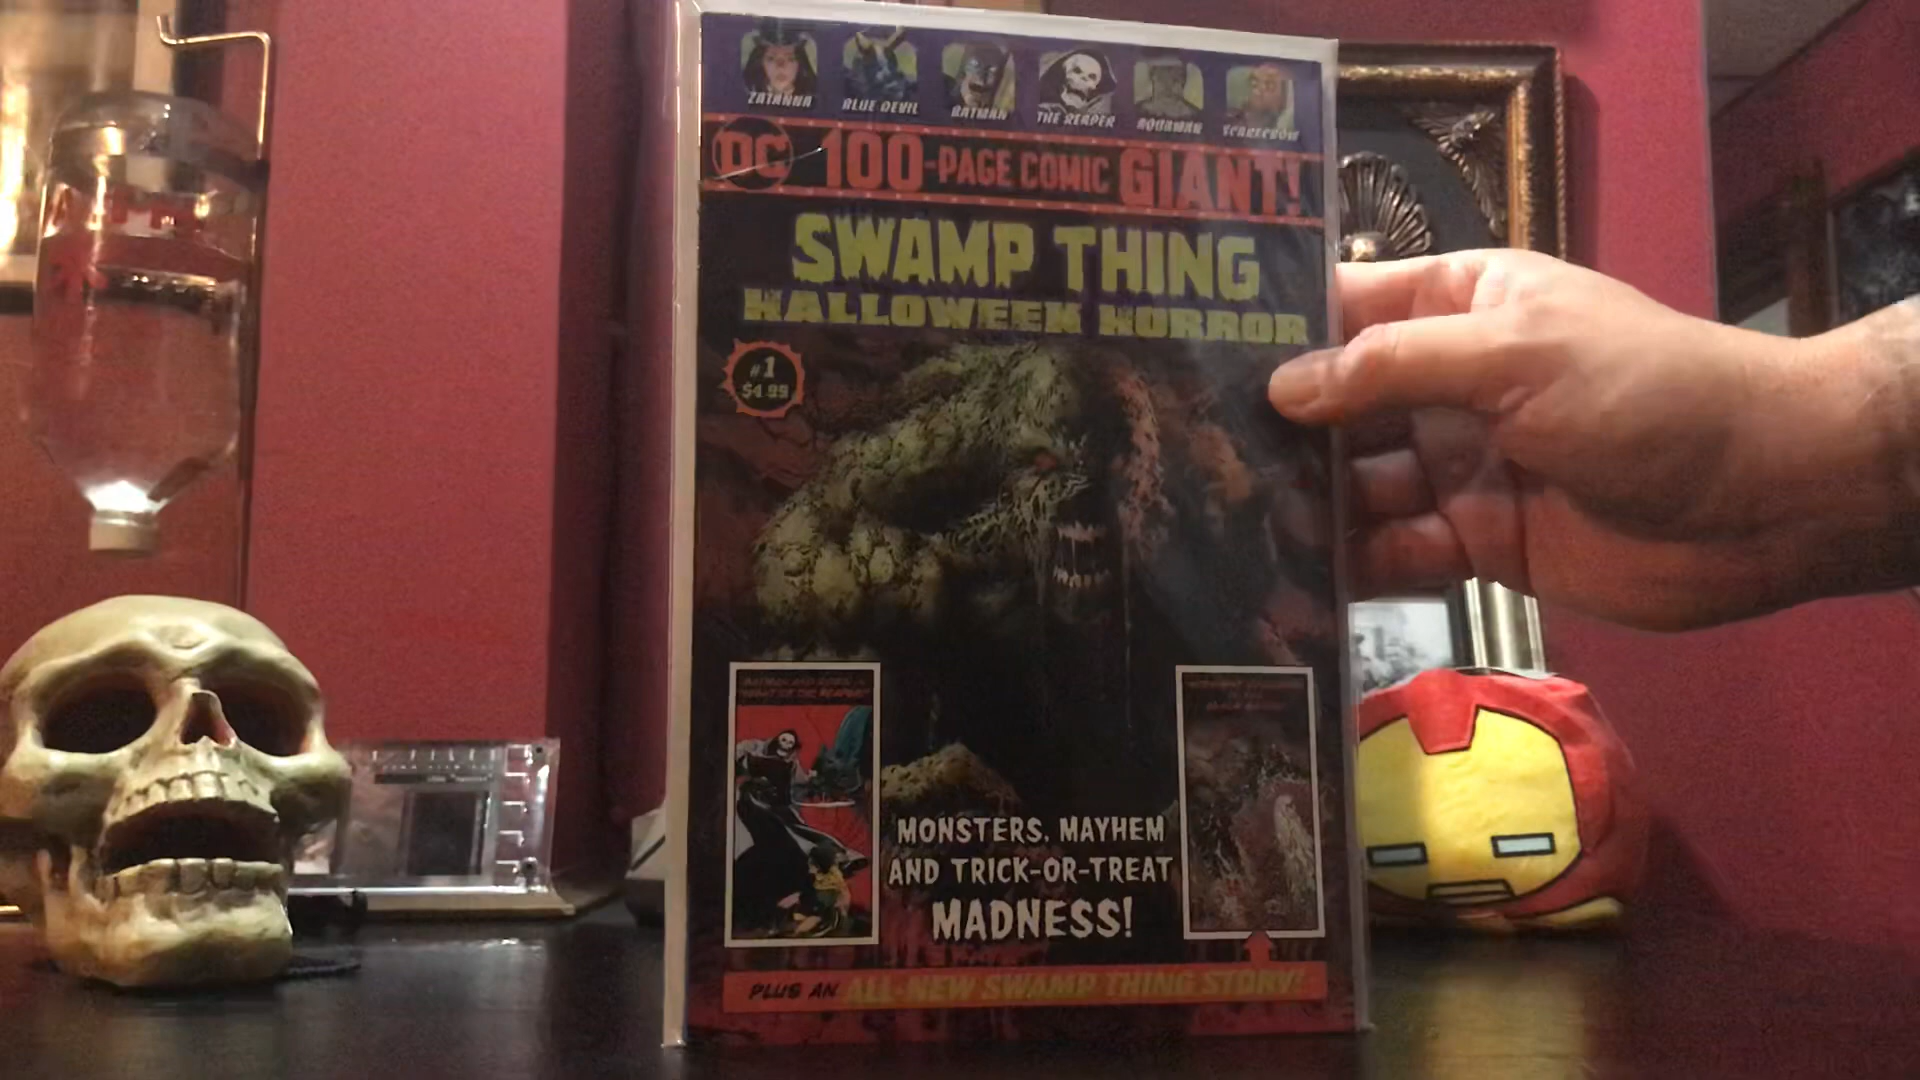 ZATANNA BLUE DEVIL BATMAN THE REAPER AQUAMAN SCARECROW
DC 100-PAGE COMIC GIANT!
SWAMP THING
HALLOWEEN HORROR
#1
$4.99
MONSTERS, MAYHEM
AND TRICK-OR-TREAT
MADNESS!
PLUS AN ALL-NEW SWAMP THING STORY!